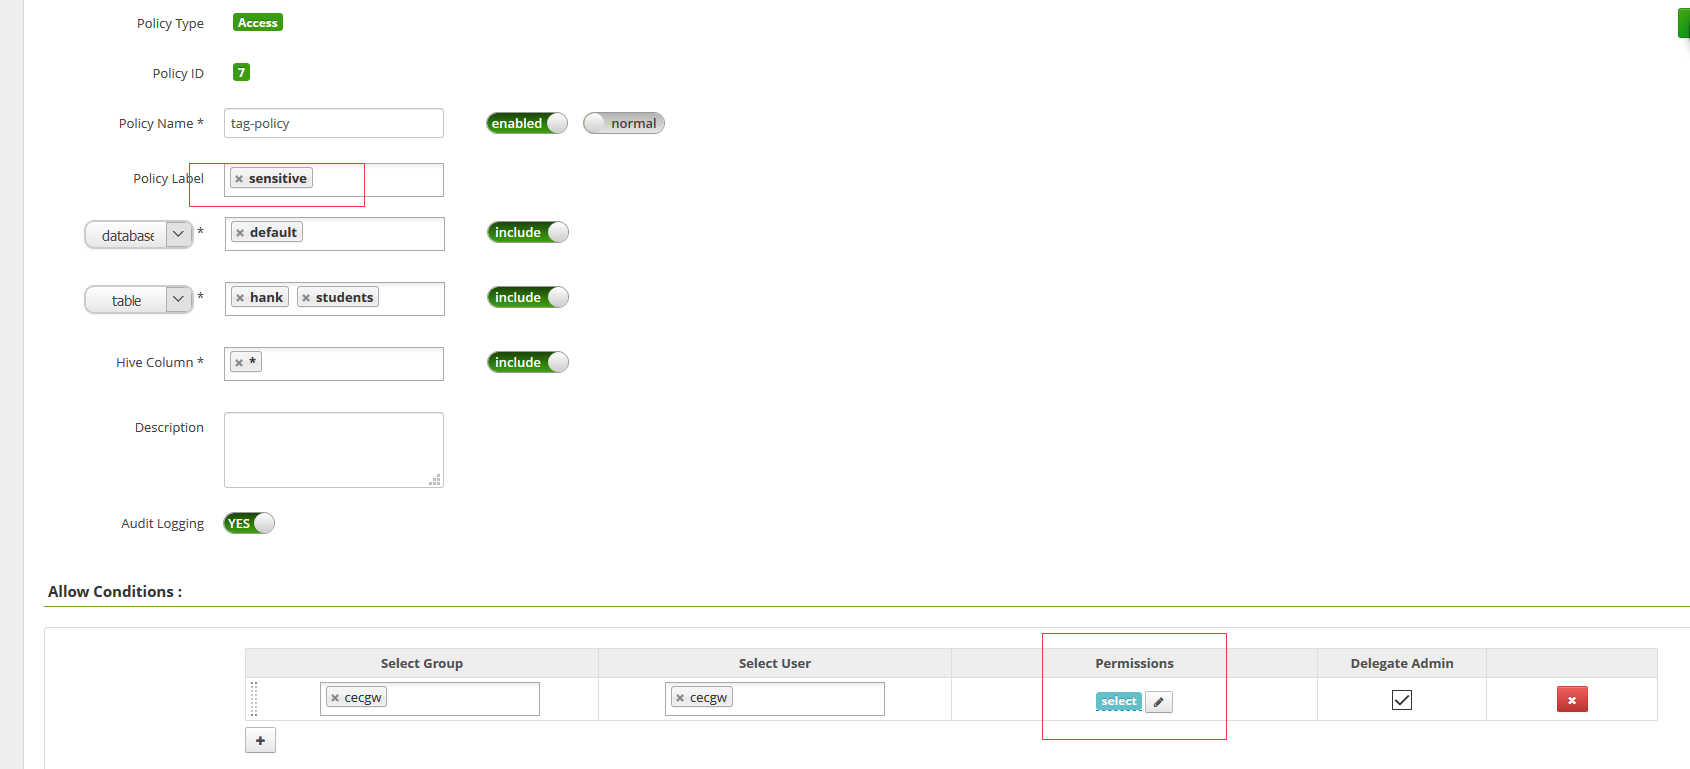 Policy Type Access
Policy ID 7
Policy Name * tag-policy enabled normal
Policy Label × sensitive
database * × default include
table * × hank × students include
Hive Column * × * include
Description
Audit Logging YES
Allow Conditions :
Select Group Select User Permissions Delegate Admin
× cecgw × cecgw select ×
+